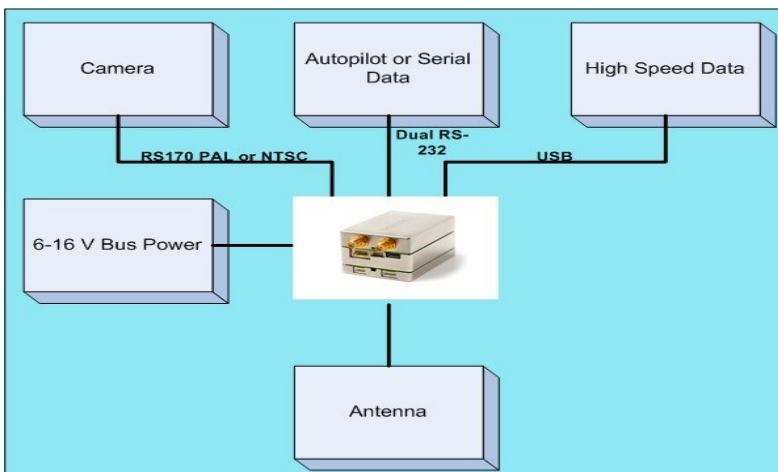 Camera
Autopilot or Serial
Data
High Speed Data
RS170 PAL or NTSC
Dual RS-
232
USB
6-16 V Bus Power
Antenna